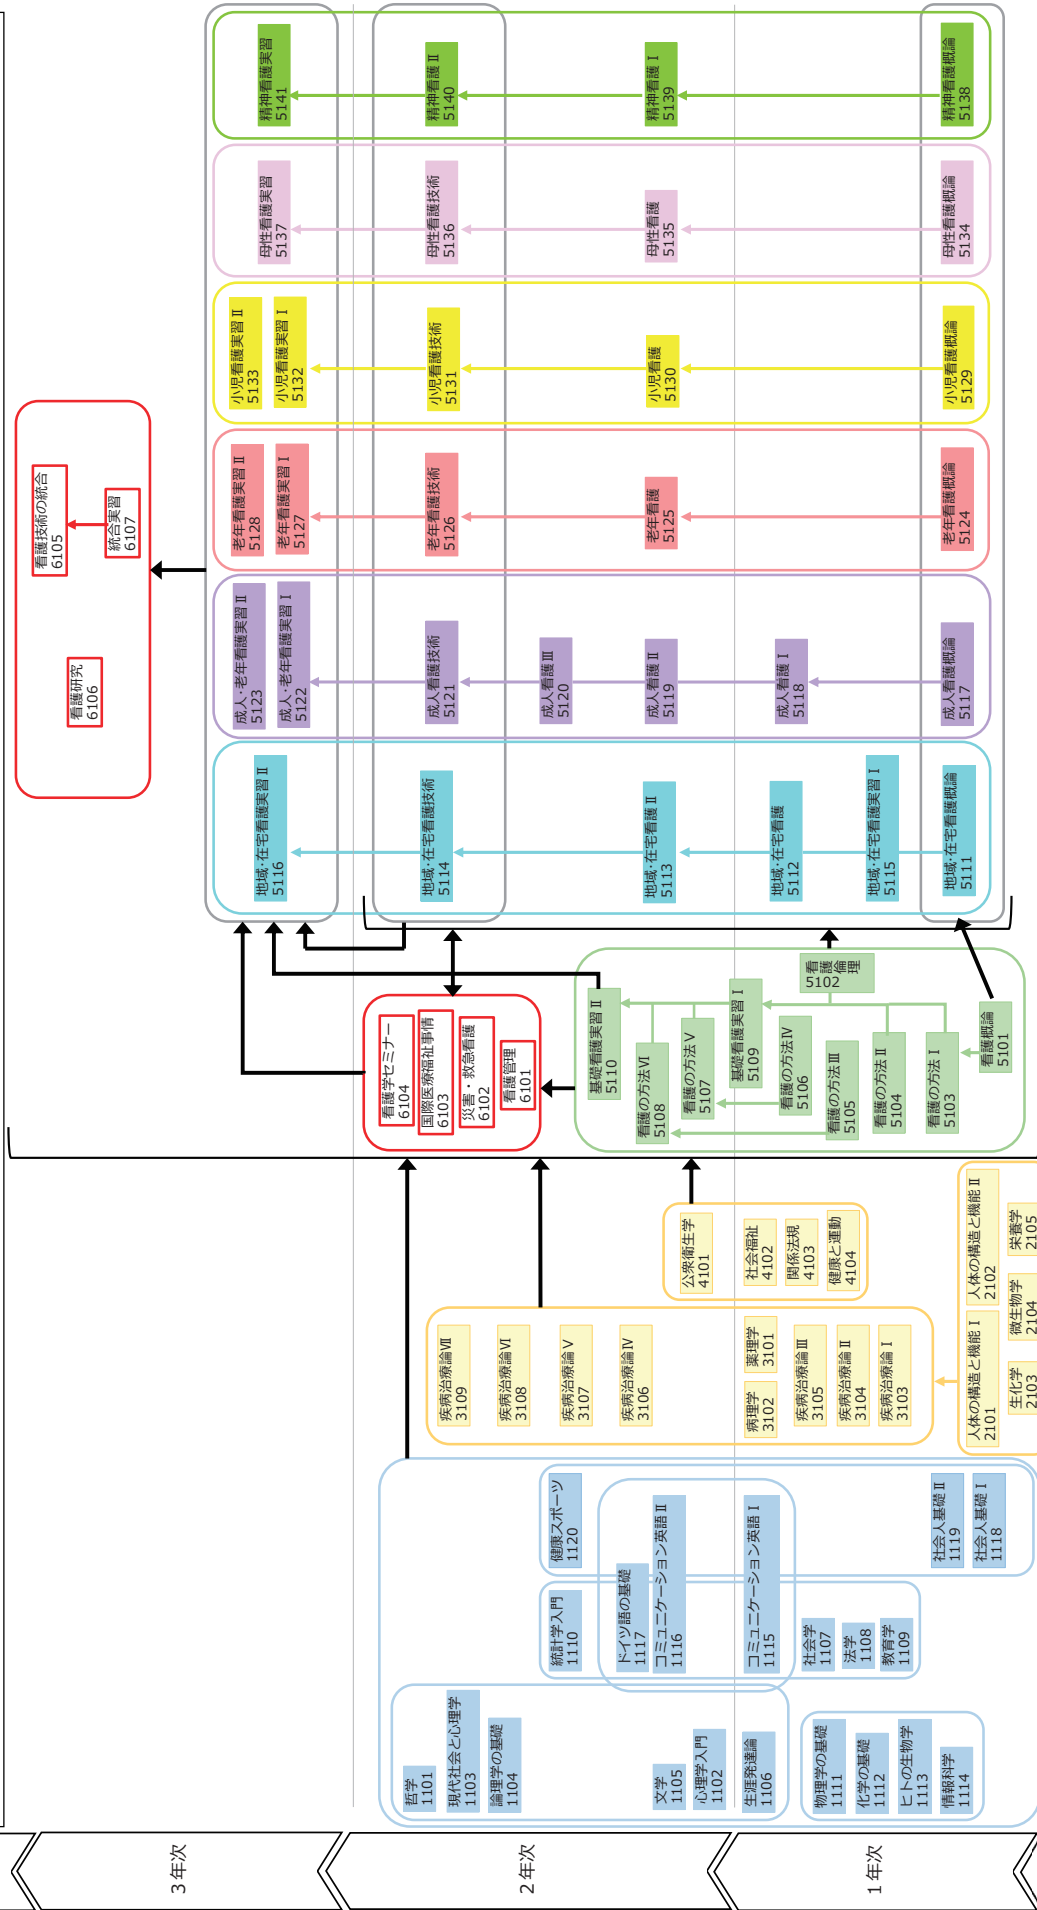 3年次
2年次
1年次
哲学
1101
現代社会と心理学
1103
論理学の基礎
1104
文学
1105
心理学入門
1102
生涯発達論
1106
物理学の基礎
1111
化学の基礎
1112
ヒトの生物学
1113
情報科学
1114
統計学入門
1110
ドイツ語の基礎
1117
コミュニケーション英語Ⅱ
1116
コミュニケーション英語Ⅰ
1115
社会学
1107
法学
1108
教育学
1109
健康スポーツ
1120
社会人基礎Ⅱ
1119
社会人基礎Ⅰ
1118
疾病治療論Ⅶ
3109
疾病治療論Ⅵ
3108
疾病治療論Ⅴ
3107
疾病治療論Ⅳ
3106
病理学
3102
薬理学
3101
疾病治療論Ⅲ
3105
疾病治療論Ⅱ
3104
疾病治療論Ⅰ
3103
人体の構造と機能Ⅰ
2101
人体の構造と機能Ⅱ
2102
生化学
2103
微生物学
2104
栄養学
2105
公衆衛生学
4101
社会福祉
4102
関係法規
4103
健康と運動
4104
看護学セミナー
6104
国際医療福祉事情
6103
災害・救急看護
6102
看護管理
6101
基礎看護実習Ⅱ
5110
看護の方法Ⅵ
5108
看護の方法Ⅴ
5107
基礎看護実習Ⅰ
5109
看護の方法Ⅳ
5106
看護の方法Ⅲ
5105
看護の方法Ⅱ
5104
看護の方法Ⅰ
5103
看護倫理
5102
看護概論
5101
地域・在宅看護実習Ⅱ
5116
地域・在宅看護技術
5114
地域・在宅看護Ⅱ
5113
地域・在宅看護
5112
地域・在宅看護実習Ⅰ
5115
地域・在宅看護概論
5111
成人・老年看護実習Ⅱ
5123
成人・老年看護実習Ⅰ
5122
成人看護技術
5121
成人看護Ⅲ
5120
成人看護Ⅱ
5119
成人看護Ⅰ
5118
成人看護概論
5117
老年看護実習Ⅱ
5128
老年看護実習Ⅰ
5127
老年看護技術
5126
老年看護
5125
老年看護概論
5124
小児看護実習Ⅱ
5133
小児看護実習Ⅰ
5132
小児看護技術
5131
小児看護
5130
小児看護概論
5129
母性看護実習
5137
母性看護技術
5136
母性看護
5135
母性看護概論
5134
精神看護実習
5141
精神看護Ⅱ
5140
精神看護Ⅰ
5139
精神看護概論
5138
看護研究
6106
看護技術の統合
6105
統合実習
6107